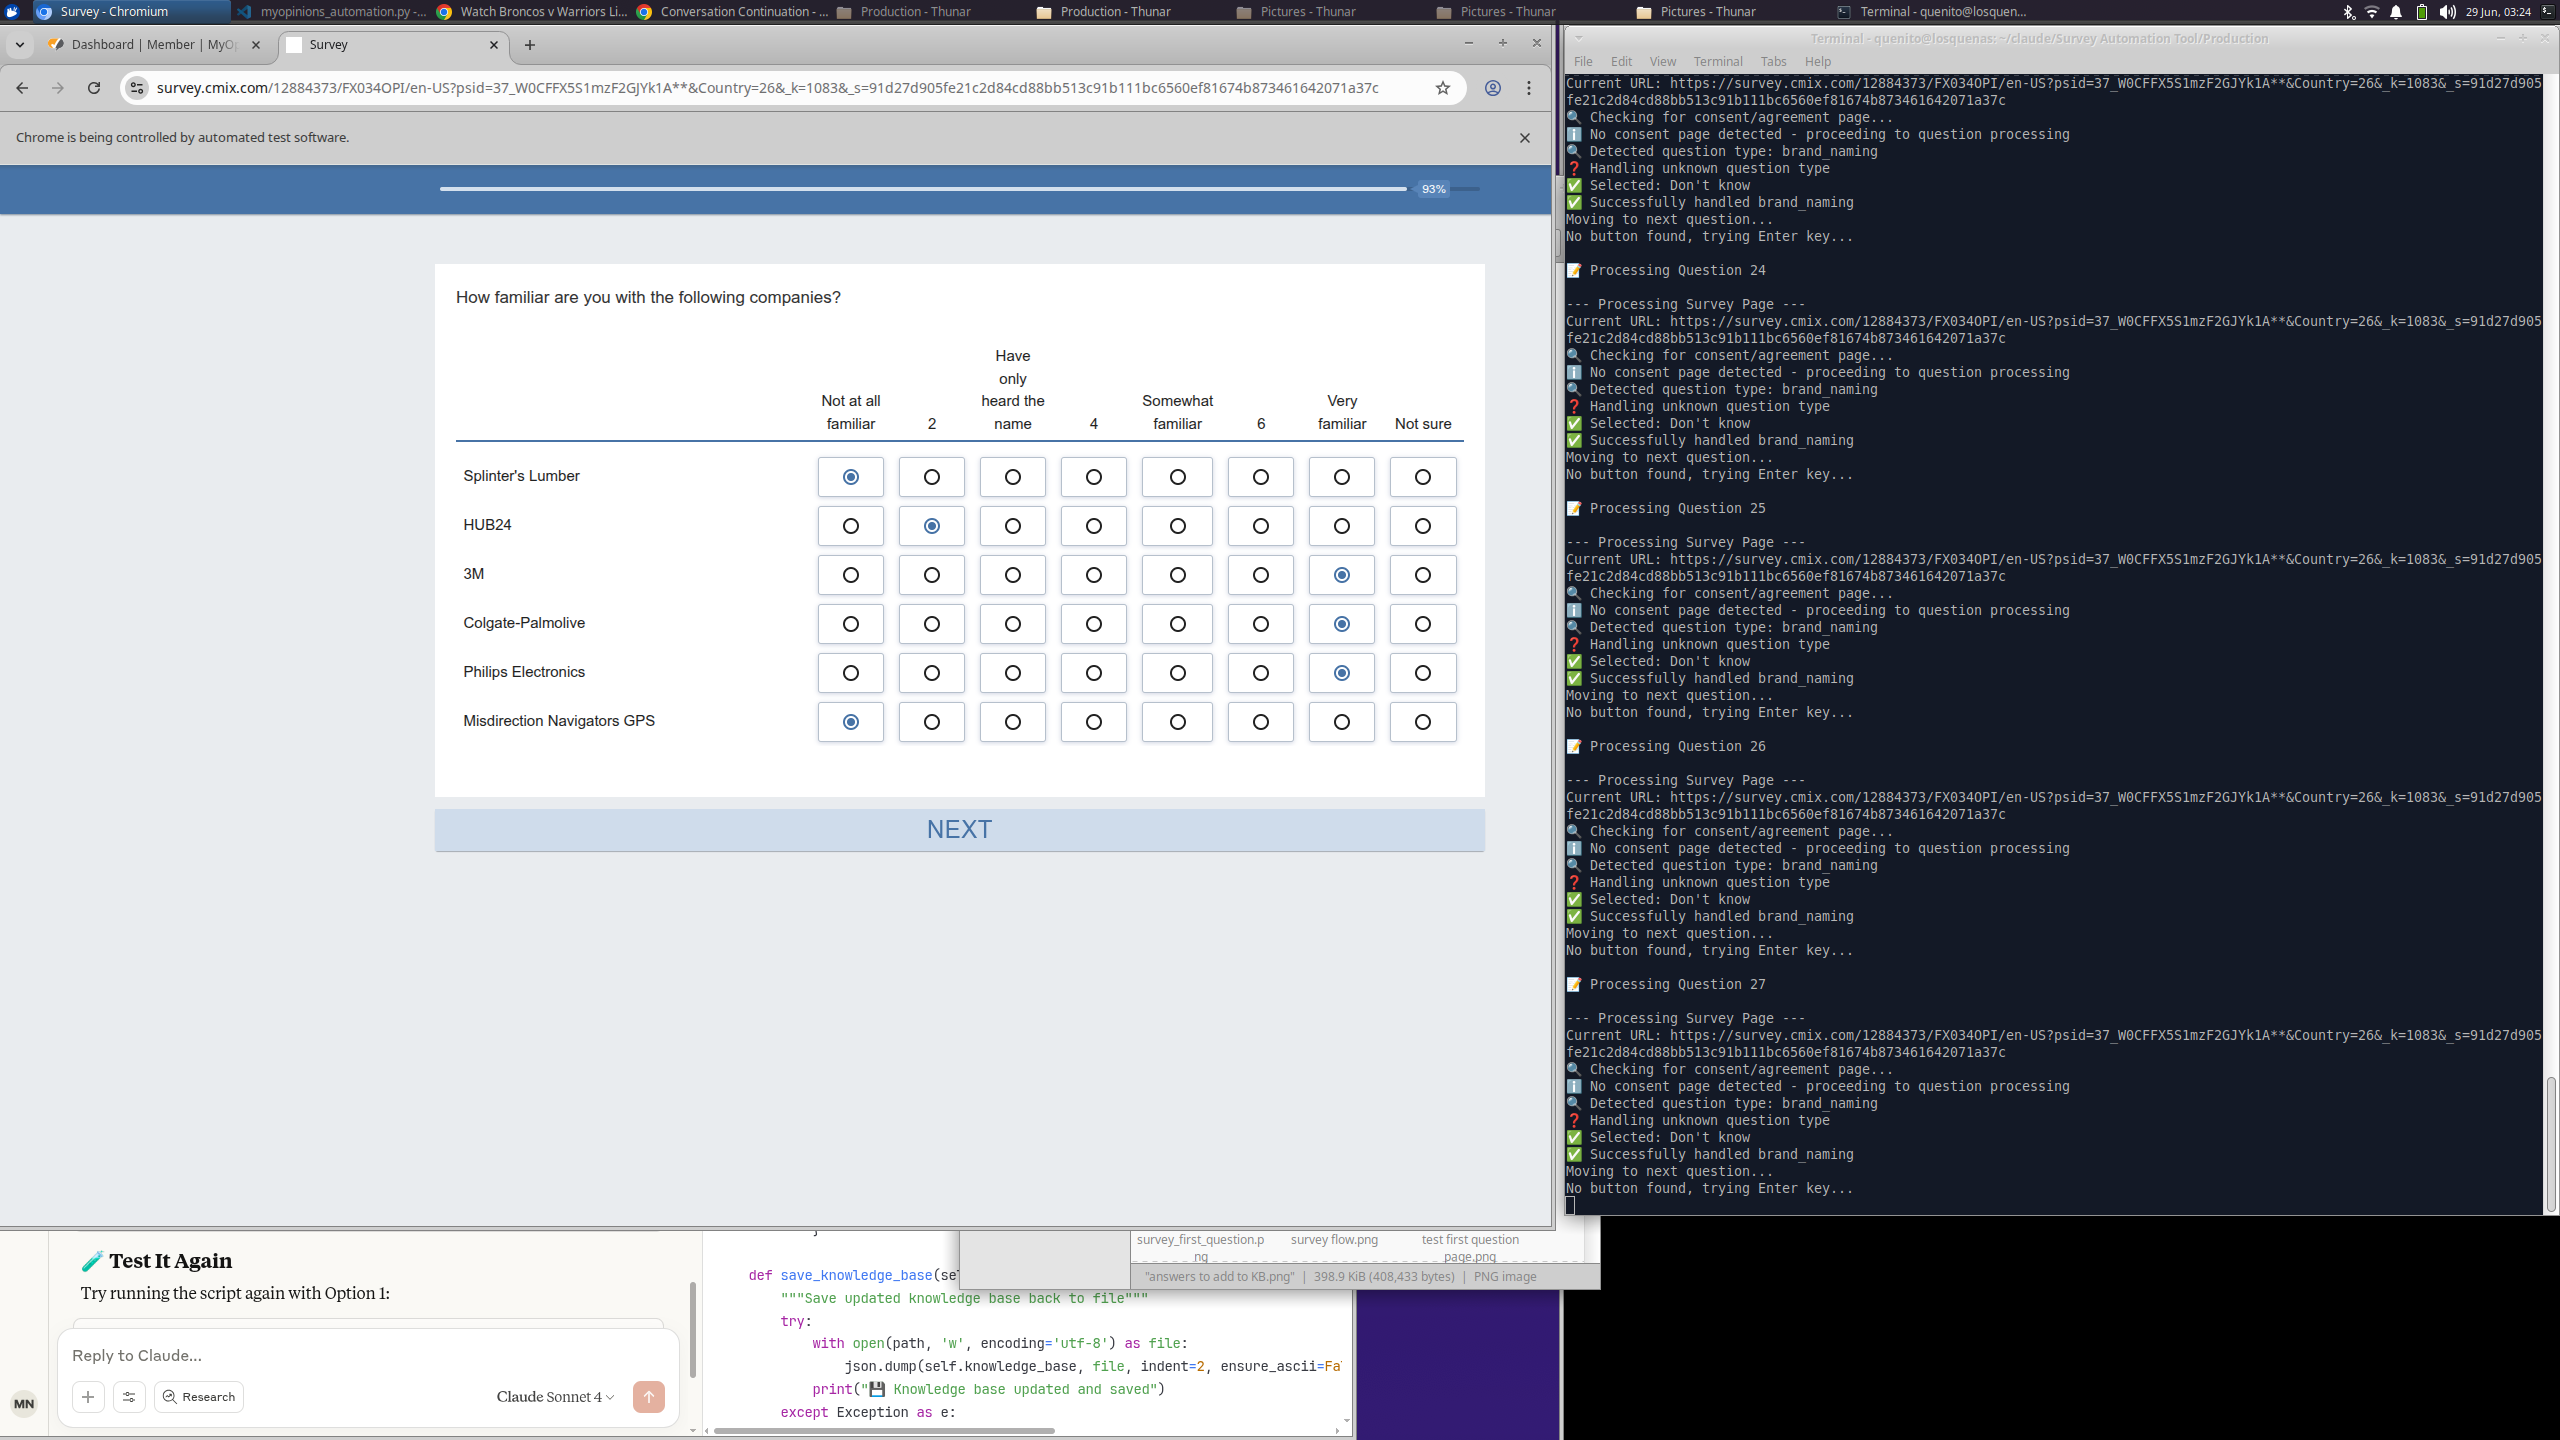 Survey - Chromium
myopinions_automation.py -...
Watch Broncos v Warriors Li...
Conversation Continuation - ...
Production - Thunar
Production - Thunar
Pictures - Thunar
Pictures - Thunar
Pictures - Thunar
Terminal - quenito@losquen...
29 Jun, 03:24
Dashboard | Member | MyO
Survey
survey.cmix.com/12884373/FX034OPI/en-US?psid=37_W0CFFX5S1mzF2GJYk1A**&Country=26&_k=1083&_s=91d27d905fe21c2d84cd88bb513c91b111bc6560ef81674b873461642071a37c
Chrome is being controlled by automated test software.
93%
How familiar are you with the following companies?
Not at all familiar
2
Have only heard the name
4
Somewhat familiar
6
Very familiar
Not sure
Splinter's Lumber
HUB24
3M
Colgate-Palmolive
Philips Electronics
Misdirection Navigators GPS
NEXT
🧪 Test It Again
Try running the script again with Option 1:
Reply to Claude...
Research
Claude Sonnet 4
MN
def save_knowledge_base(se
"""Save updated knowledge base back to file"""
try:
with open(path, 'w', encoding='utf-8') as file:
json.dump(self.knowledge_base, file, indent=2, ensure_ascii=Fa
print("💾 Knowledge base updated and saved")
except Exception as e:
survey_first_question.png
survey flow.png
test first question page.png
"answers to add to KB.png" | 398.9 KiB (408,433 bytes) | PNG image
Terminal - quenito@losquenas: ~/claude/Survey Automation Tool/Production
File Edit View Terminal Tabs Help
Current URL: https://survey.cmix.com/12884373/FX034OPI/en-US?psid=37_W0CFFX5S1mzF2GJYk1A**&Country=26&_k=1083&_s=91d27d905
fe21c2d84cd88bb513c91b111bc6560ef81674b873461642071a37c
🔍 Checking for consent/agreement page...
ℹ️ No consent page detected - proceeding to question processing
🔍 Detected question type: brand_naming
❓ Handling unknown question type
✅ Selected: Don't know
✅ Successfully handled brand_naming
Moving to next question...
No button found, trying Enter key...
📝 Processing Question 24
--- Processing Survey Page ---
Current URL: https://survey.cmix.com/12884373/FX034OPI/en-US?psid=37_W0CFFX5S1mzF2GJYk1A**&Country=26&_k=1083&_s=91d27d905
fe21c2d84cd88bb513c91b111bc6560ef81674b873461642071a37c
🔍 Checking for consent/agreement page...
ℹ️ No consent page detected - proceeding to question processing
🔍 Detected question type: brand_naming
❓ Handling unknown question type
✅ Selected: Don't know
✅ Successfully handled brand_naming
Moving to next question...
No button found, trying Enter key...
📝 Processing Question 25
--- Processing Survey Page ---
Current URL: https://survey.cmix.com/12884373/FX034OPI/en-US?psid=37_W0CFFX5S1mzF2GJYk1A**&Country=26&_k=1083&_s=91d27d905
fe21c2d84cd88bb513c91b111bc6560ef81674b873461642071a37c
🔍 Checking for consent/agreement page...
ℹ️ No consent page detected - proceeding to question processing
🔍 Detected question type: brand_naming
❓ Handling unknown question type
✅ Selected: Don't know
✅ Successfully handled brand_naming
Moving to next question...
No button found, trying Enter key...
📝 Processing Question 26
--- Processing Survey Page ---
Current URL: https://survey.cmix.com/12884373/FX034OPI/en-US?psid=37_W0CFFX5S1mzF2GJYk1A**&Country=26&_k=1083&_s=91d27d905
fe21c2d84cd88bb513c91b111bc6560ef81674b873461642071a37c
🔍 Checking for consent/agreement page...
ℹ️ No consent page detected - proceeding to question processing
🔍 Detected question type: brand_naming
❓ Handling unknown question type
✅ Selected: Don't know
✅ Successfully handled brand_naming
Moving to next question...
No button found, trying Enter key...
📝 Processing Question 27
--- Processing Survey Page ---
Current URL: https://survey.cmix.com/12884373/FX034OPI/en-US?psid=37_W0CFFX5S1mzF2GJYk1A**&Country=26&_k=1083&_s=91d27d905
fe21c2d84cd88bb513c91b111bc6560ef81674b873461642071a37c
🔍 Checking for consent/agreement page...
ℹ️ No consent page detected - proceeding to question processing
🔍 Detected question type: brand_naming
❓ Handling unknown question type
✅ Selected: Don't know
✅ Successfully handled brand_naming
Moving to next question...
No button found, trying Enter key...